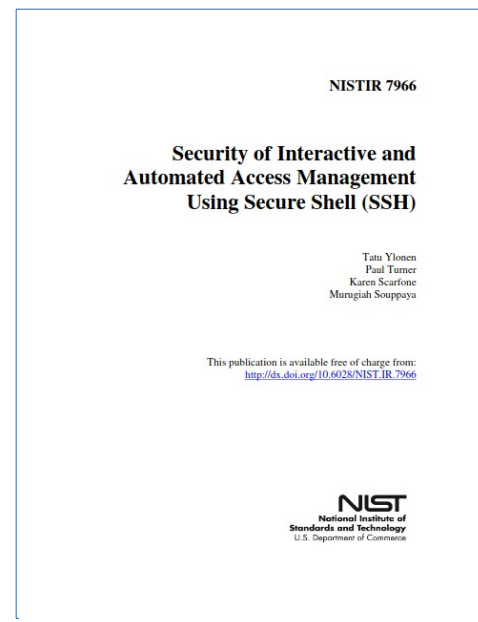 NISTIR 7966
Security of Interactive and
Automated Access Management
Using Secure Shell (SSH)
Tatu Ylonen
Paul Turner
Karen Scarfone
Murugiah Souppaya
This publication is available free of charge from:
http://dx.doi.org/10.6028/NIST.IR.7966
NIST
National Institute of
Standards and Technology
U.S. Department of Commerce